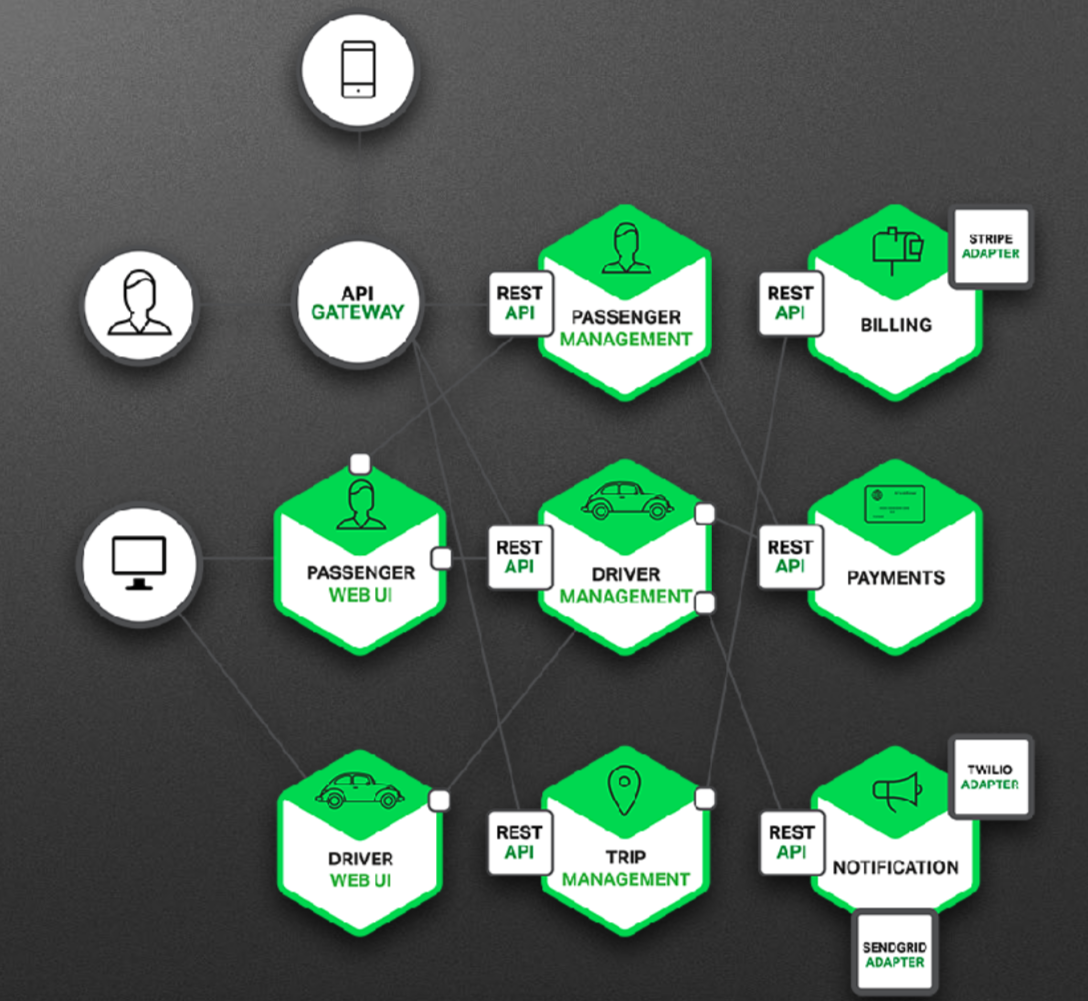 API
GATEWAY
REST
API
PASSENGER
MANAGEMENT
REST
API
BILLING
STRIPE
ADAPTER
PASSENGER
WEB UI
REST
API
DRIVER
MANAGEMENT
REST
API
PAYMENTS
DRIVER
WEB UI
REST
API
TRIP
MANAGEMENT
REST
API
NOTIFICATION
TWILIO
ADAPTER
SENDGRID
ADAPTER